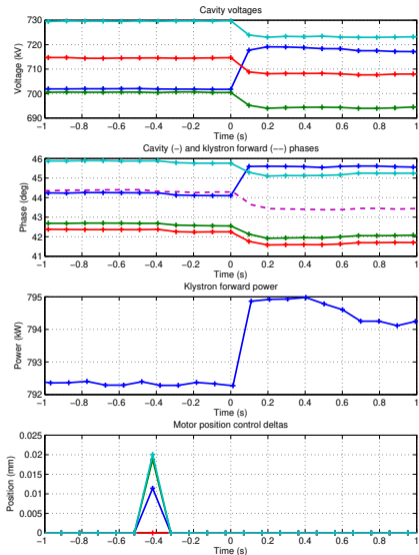 Cavity voltages
730
720
710
700
690
Voltage (kV)
−1 −0.8 −0.6 −0.4 −0.2 0 0.2 0.4 0.6 0.8 1
Time (s)
Cavity (−) and klystron forward (−−) phases
46
45
44
43
42
41
Phase (deg)
−1 −0.8 −0.6 −0.4 −0.2 0 0.2 0.4 0.6 0.8 1
Time (s)
Klystron forward power
795
794
793
792
Power (kW)
−1 −0.8 −0.6 −0.4 −0.2 0 0.2 0.4 0.6 0.8 1
Time (s)
Motor position control deltas
0.025
0.02
0.015
0.01
0.005
0
Position (mm)
−1 −0.8 −0.6 −0.4 −0.2 0 0.2 0.4 0.6 0.8 1
Time (s)